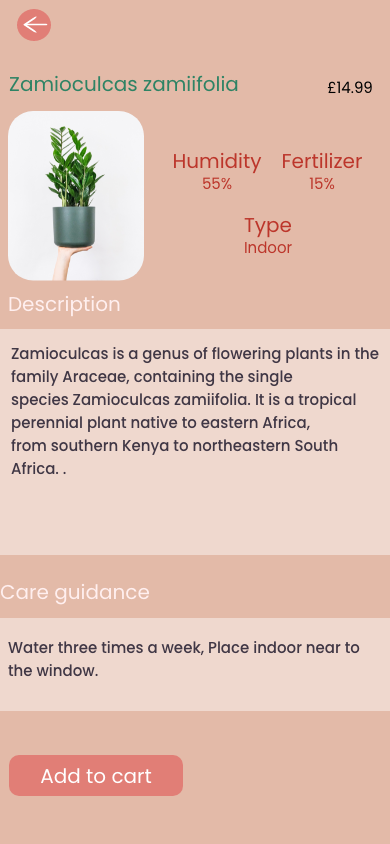 Zamioculcas zamiifolia
£14.99
Humidity
Fertilizer
55%
15%
Type
Indoor
Description
Zamioculcas is a genus of flowering plants in the
family Araceae, containing the single
species Zamioculcas zamiifolia. It is a tropical
perennial plant native to eastern Africa,
from southern Kenya to northeastern South
Africa. .
Care guidance
Water three times a week, Place indoor near to
the window.
Add to cart